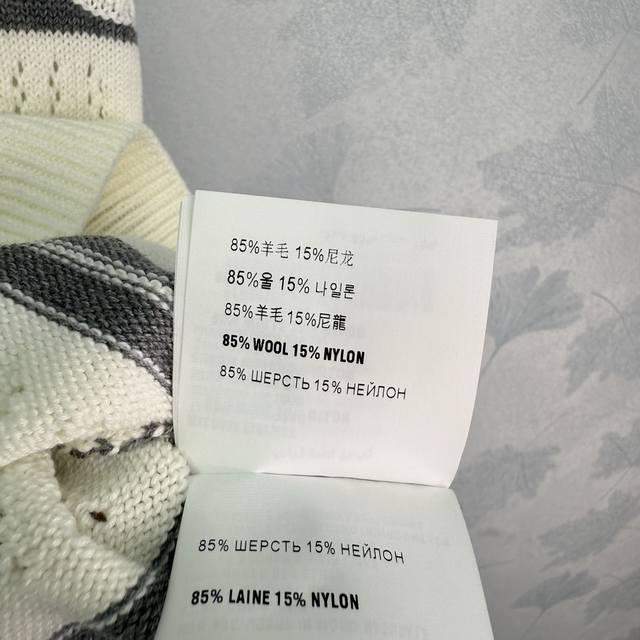 85%羊毛 15%尼龙
85%울 15% 나일론
85%羊毛 15%尼龍
85% WOOL 15% NYLON
85% ШЕРСТЬ 15% НЕЙЛОН
85% ШЕРСТЬ 15% НЕЙЛОН
85% LAINE 15% NYLON